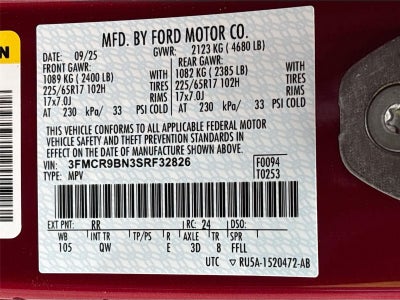 MFD. BY FORD MOTOR CO.
DATE: 09/25 GVWR: 2123 KG ( 4680 LB)
FRONT GAWR: REAR GAWR:
1089 KG ( 2400 LB) WITH 1082 KG ( 2385 LB) WITH
225/65R17 102H TIRES 225/65R17 102H TIRES
17x7.0J RIMS 17x7.0J RIMS
AT 230 kPa/ 33 PSI COLD AT 230 kPa/ 33 PSI COLD
THIS VEHICLE CONFORMS TO ALL APPLICABLE FEDERAL MOTOR
VEHICLE SAFETY AND THEFT PREVENTION STANDARDS IN
EFFECT ON THE DATE OF MANUFACTURE SHOWN ABOVE.
VIN: 3FMCR9BN3SRF32826 F0094
TYPE: MPV T0253
EXT PNT: RR RC: 24 DSO:
WB INT TR TP/PS R AXLE TR SPR
105 QW E 3D 8 FFLL
UTC ▽ RU5A-1520472-AB